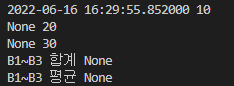 2022-06-16 16:29:55.852000 10
None 20
None 30
B1~B3 합계 None
B1~B3 평균 None